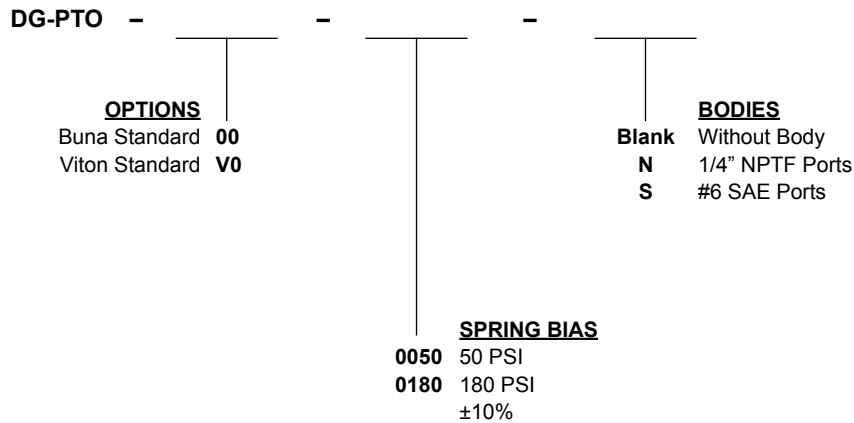 DG-PTO – – –
OPTIONS
Buna Standard 00
Viton Standard V0
BODIES
Blank Without Body
N 1/4” NPTF Ports
S #6 SAE Ports
SPRING BIAS
0050 50 PSI
0180 180 PSI
±10%